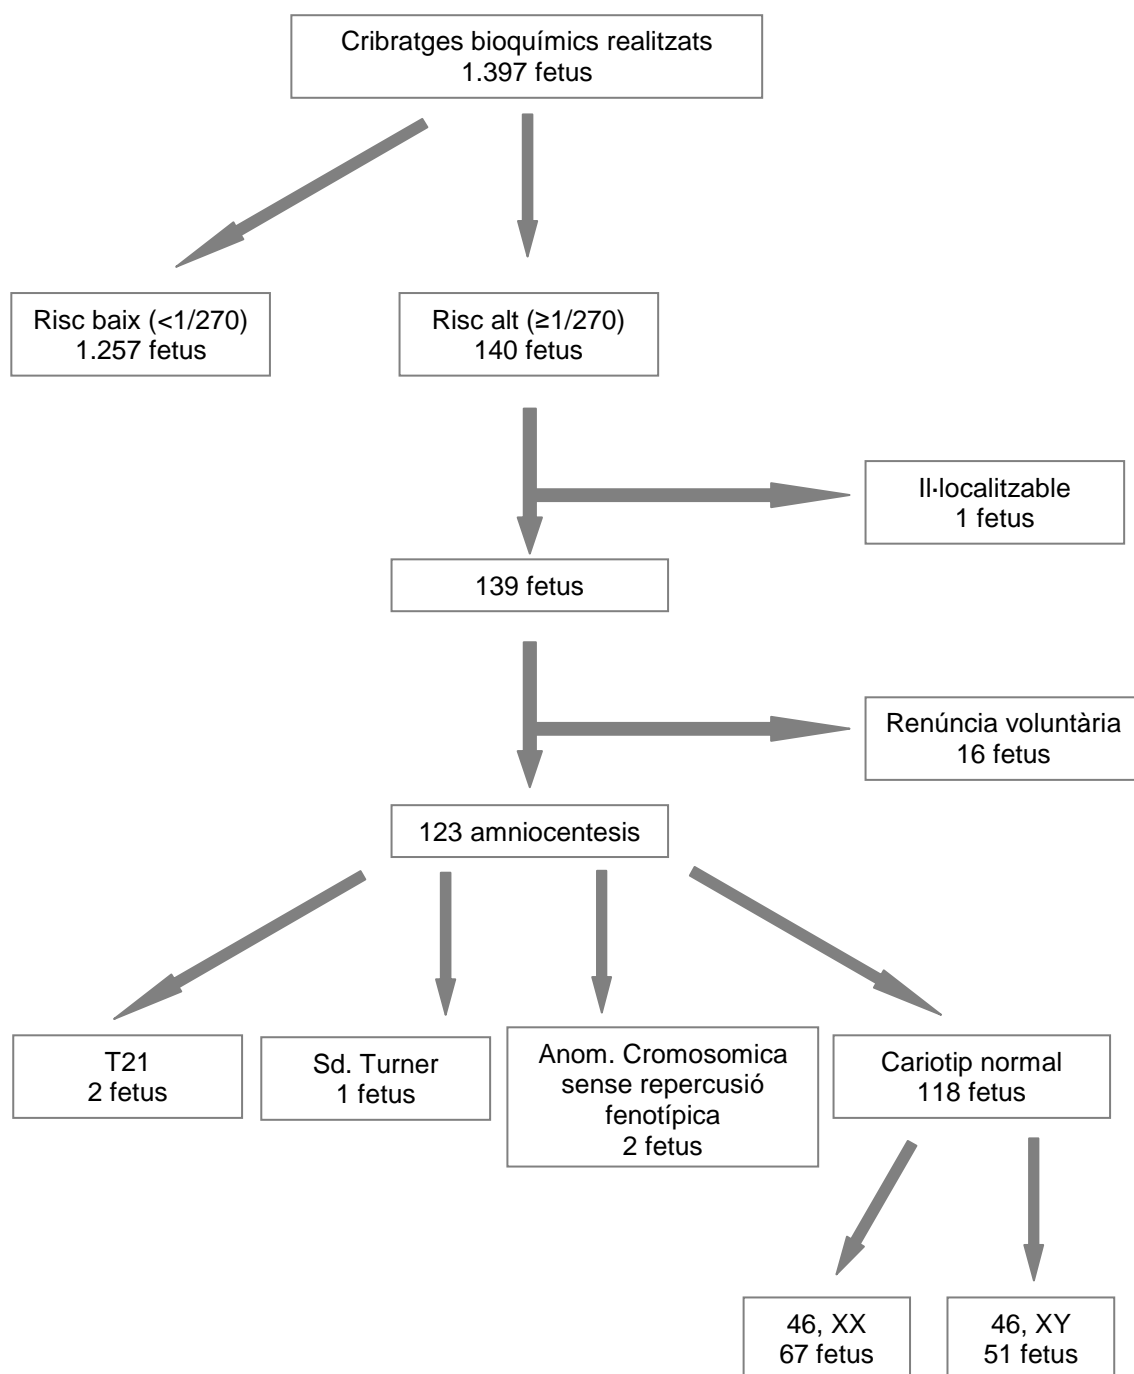 Cribratges bioquímics realitzats
1.397 fetus
Risc baix (<1/270)
1.257 fetus
Risc alt (≥1/270)
140 fetus
Il·localitzable
1 fetus
139 fetus
Renúncia voluntària
16 fetus
123 amniocentesis
T21
2 fetus
Sd. Turner
1 fetus
Anom. Cromosomica
sense repercusió
fenotípica
2 fetus
Cariotip normal
118 fetus
46, XX
67 fetus
46, XY
51 fetus